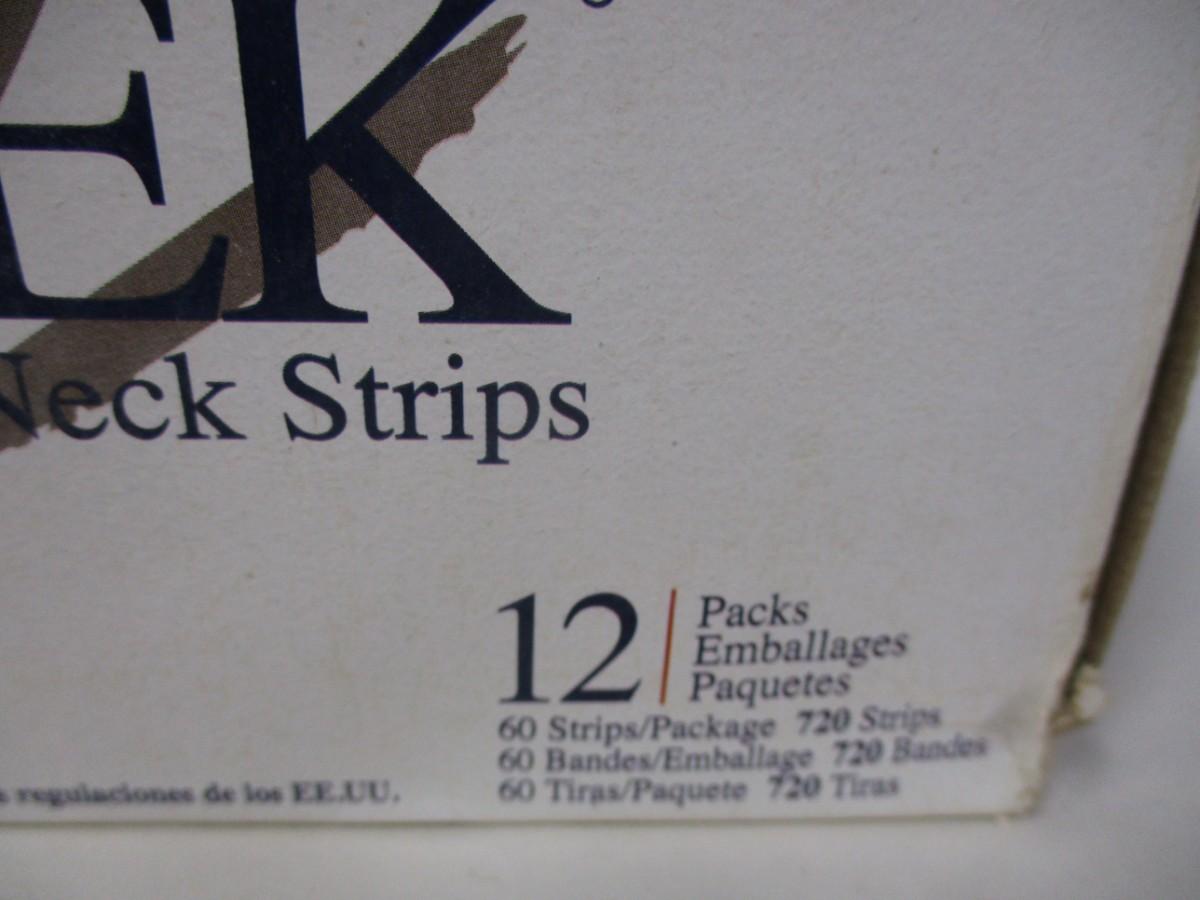 EK
Neck Strips
12
Packs
Emballages
Paquetes
60 Strips/Package 720 Strips
60 Bandes/Emballage 720 Bandes
60 Tiras/Paquete 720 Tiras
regulaciones de los EE.UU.